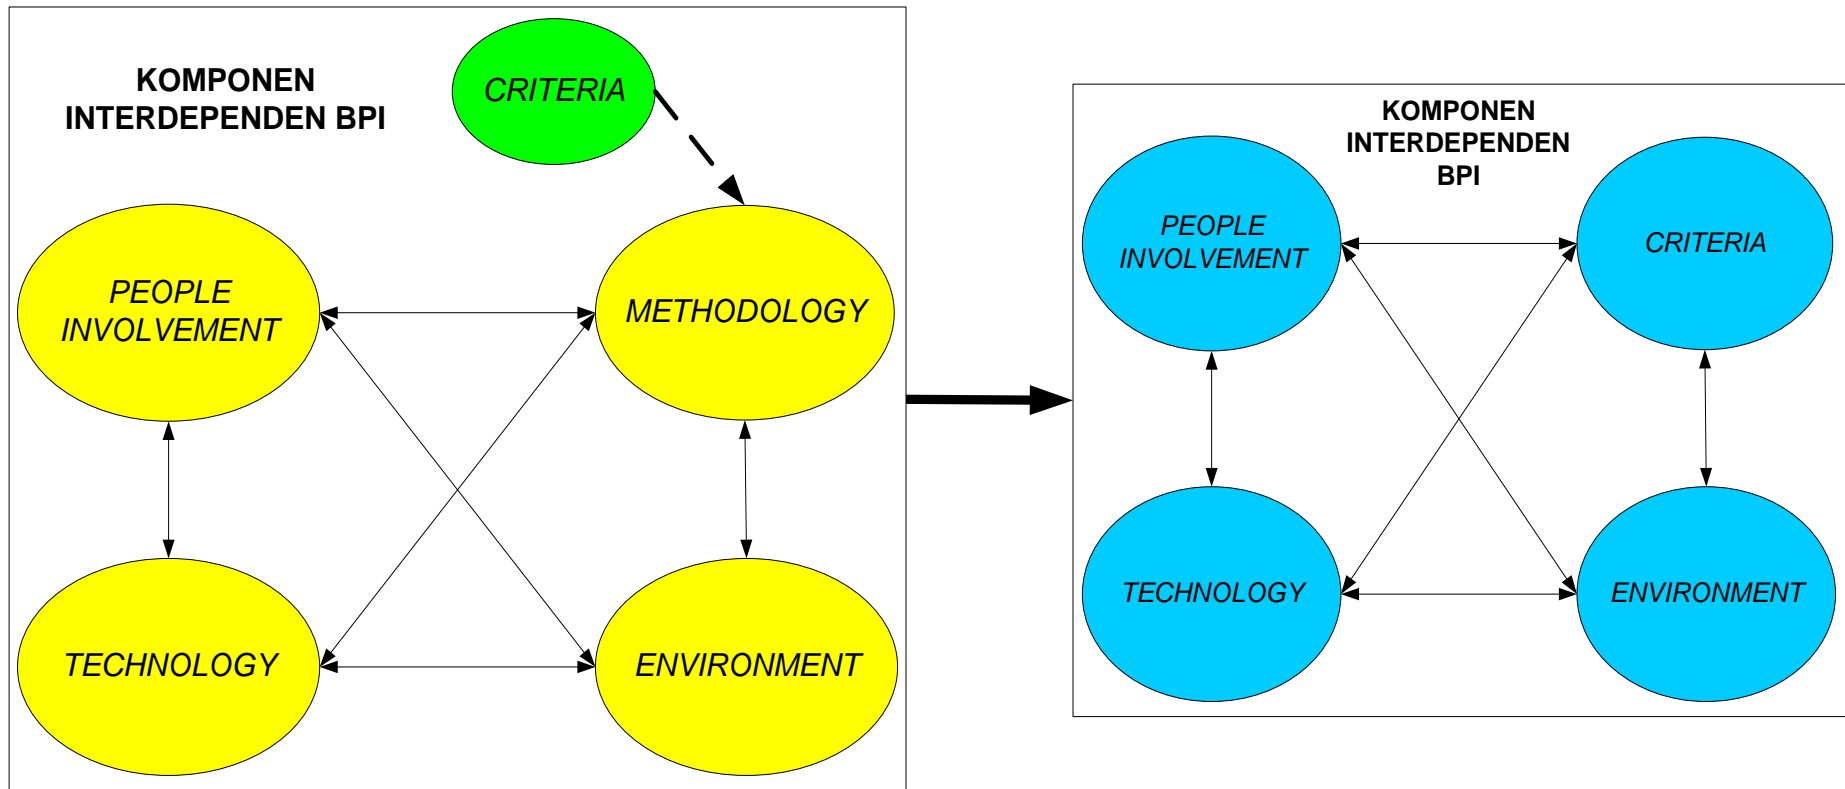 KOMPONEN
INTERDEPENDEN BPI
CRITERIA
PEOPLE
INVOLVEMENT
METHODOLOGY
TECHNOLOGY
ENVIRONMENT
KOMPONEN
INTERDEPENDEN
BPI
PEOPLE
INVOLVEMENT
CRITERIA
TECHNOLOGY
ENVIRONMENT